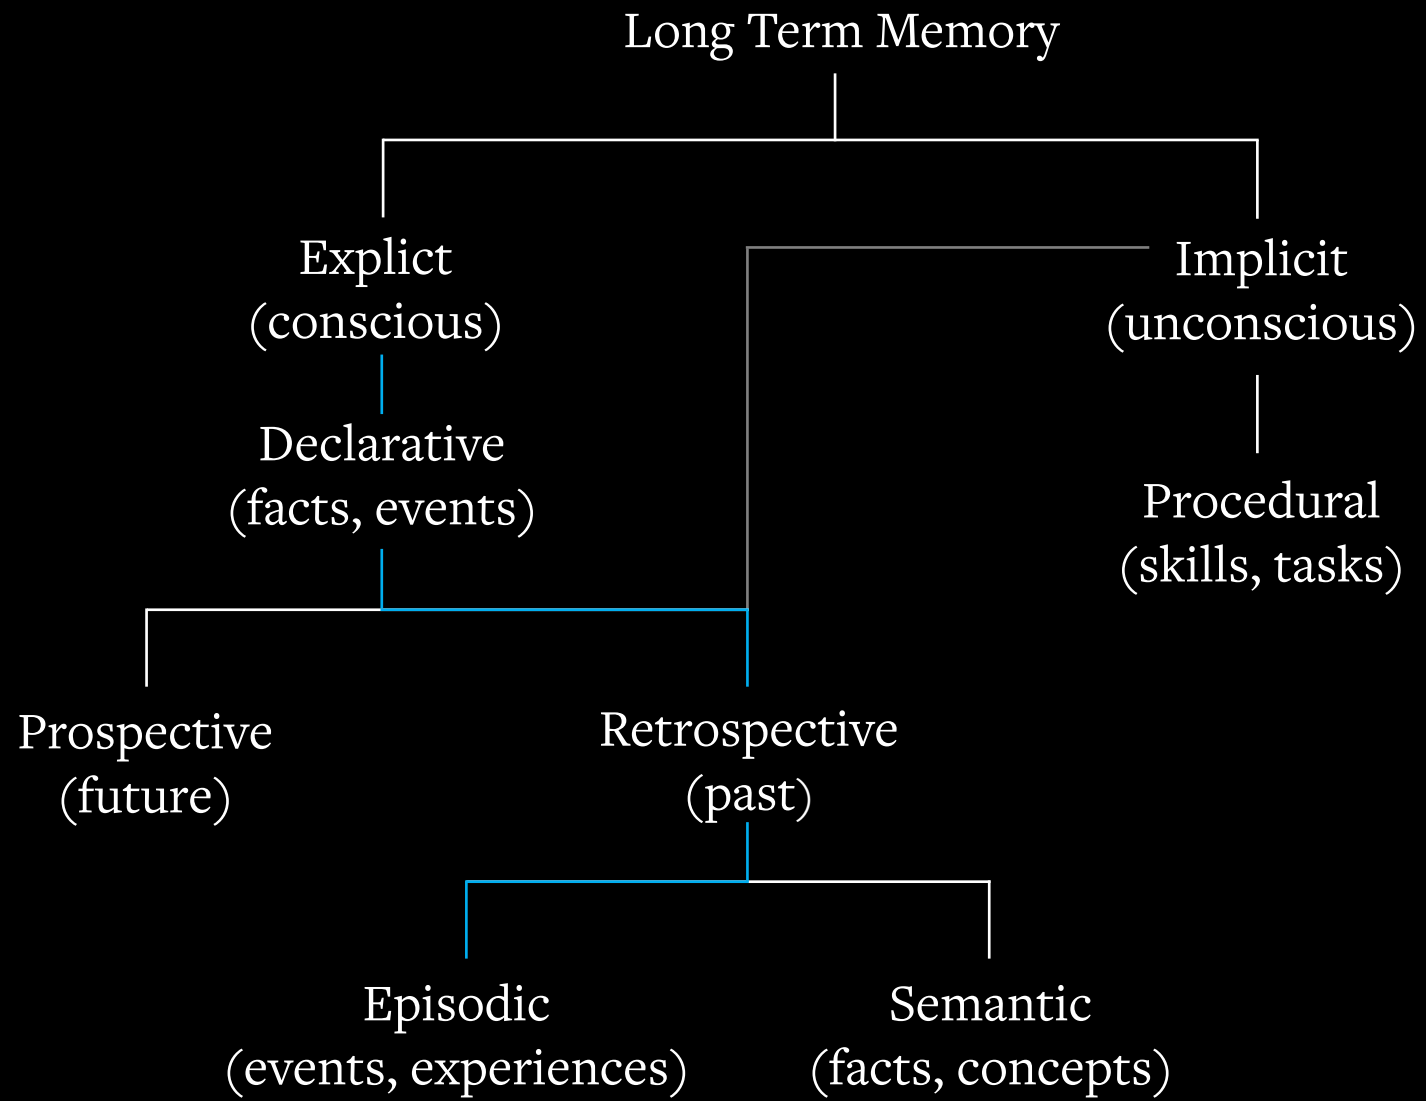 Long Term Memory
Explict
(conscious)
Implicit
(unconscious)
Declarative
(facts, events)
Procedural
(skills, tasks)
Prospective
(future)
Retrospective
(past)
Episodic
(events, experiences)
Semantic
(facts, concepts)